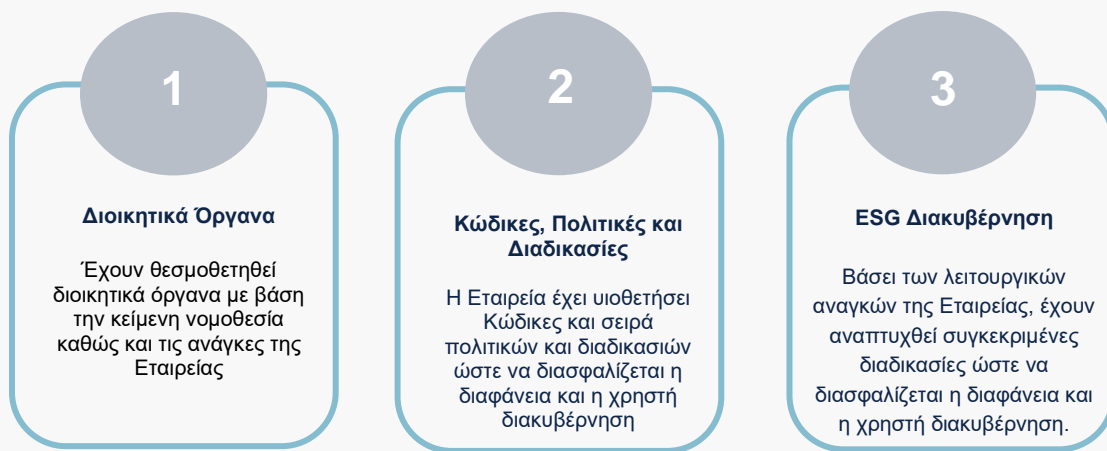 1
Διοικητικά Όργανα
Έχουν θεσμοθετηθεί
διοικητικά όργανα με βάση
την κείμενη νομοθεσία
καθώς και τις ανάγκες της
Εταιρείας
2
Κώδικες, Πολιτικές και
Διαδικασίες
Η Εταιρεία έχει υιοθετήσει
Κώδικες και σειρά
πολιτικών και διαδικασιών
ώστε να διασφαλίζεται η
διαφάνεια και η χρηστή
διακυβέρνηση
3
ESG Διακυβέρνηση
Βάσει των λειτουργικών
αναγκών της Εταιρείας, έχουν
αναπτυχθεί συγκεκριμένες
διαδικασίες ώστε να
διασφαλίζεται η διαφάνεια και
η χρηστή διακυβέρνηση.